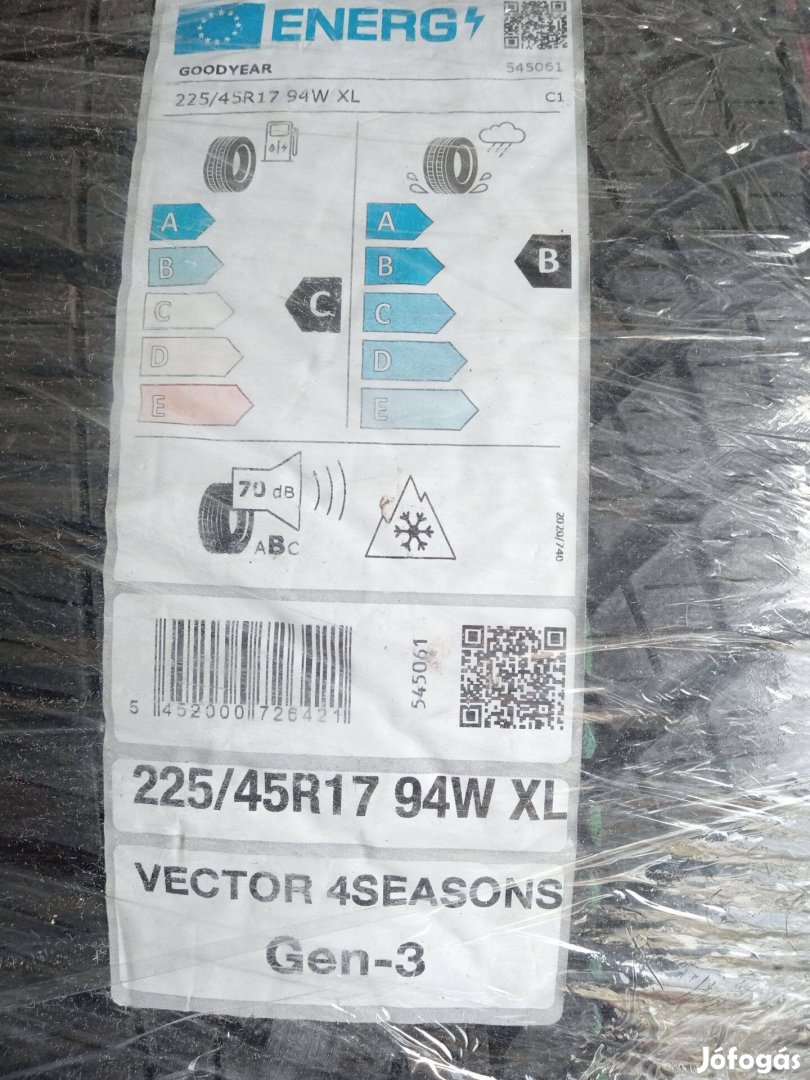 ENERG
GOODYEAR 545061
225/45R17 94W XL C1
A A
B B B
C C C
D D
E E
70 dB
ABC
2020/740
5 452000 726421
545061
225/45R17 94W XL
VECTOR 4SEASONS
Gen-3
Jófogás